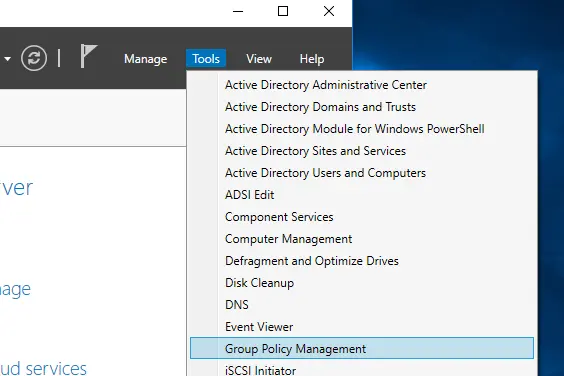 Manage Tools View Help
Active Directory Administrative Center
Active Directory Domains and Trusts
Active Directory Module for Windows PowerShell
Active Directory Sites and Services
Active Directory Users and Computers
ADSI Edit
Component Services
Computer Management
Defragment and Optimize Drives
Disk Cleanup
DNS
Event Viewer
Group Policy Management
iSCSI Initiator
ver
nage
ud services